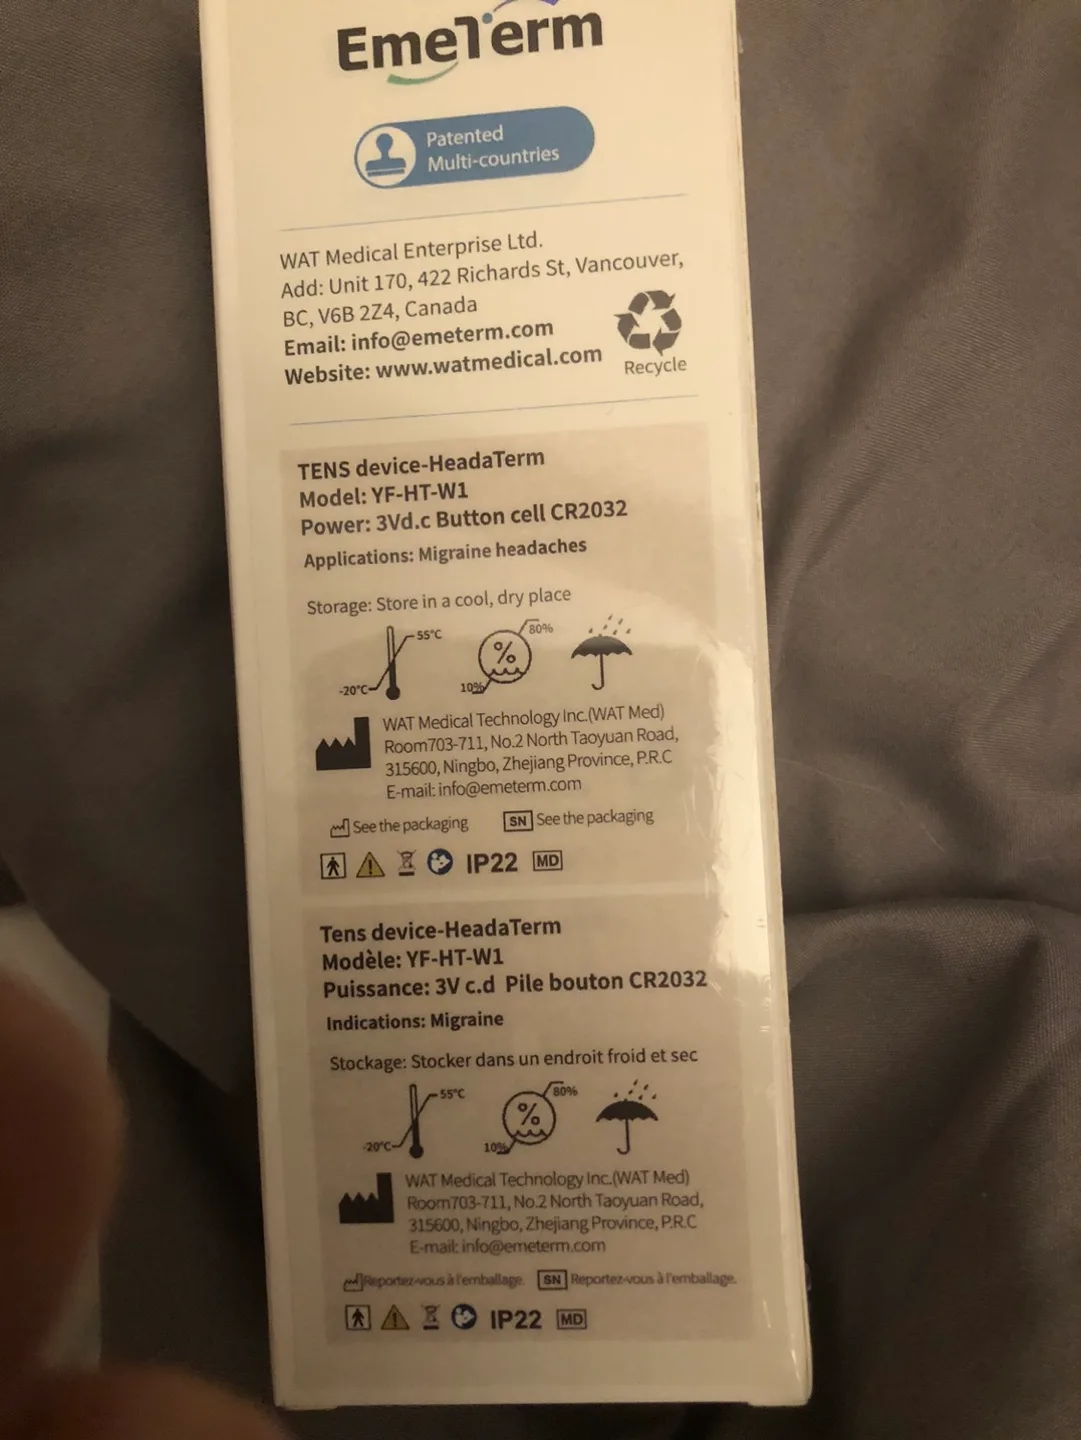 EmeTerm
Patented
Multi-countries
WAT Medical Enterprise Ltd.
Add: Unit 170, 422 Richards St, Vancouver,
BC, V6B 2Z4, Canada
Email: info@emeterm.com
Website: www.watmedical.com
Recycle
TENS device-HeadaTerm
Model: YF-HT-W1
Power: 3Vd.c Button cell CR2032
Applications: Migraine headaches
Storage: Store in a cool, dry place
55°C
-20°C
%
80%
10%
WAT Medical Technology Inc.(WAT Med)
Room703-711, No.2 North Taoyuan Road,
315600, Ningbo, Zhejiang Province, P.R.C
E-mail: info@emeterm.com
See the packaging SN See the packaging
IP22 MD
Tens device-HeadaTerm
Modèle: YF-HT-W1
Puissance: 3V c.d Pile bouton CR2032
Indications: Migraine
Stockage: Stocker dans un endroit froid et sec
55°C
-20°C
%
80%
10%
WAT Medical Technology Inc.(WAT Med)
Room703-711, No.2 North Taoyuan Road,
315600, Ningbo, Zhejiang Province, P.R.C
E-mail: info@emeterm.com
Reportez-vous à l'emballage. SN Reportez-vous à l'emballage.
IP22 MD